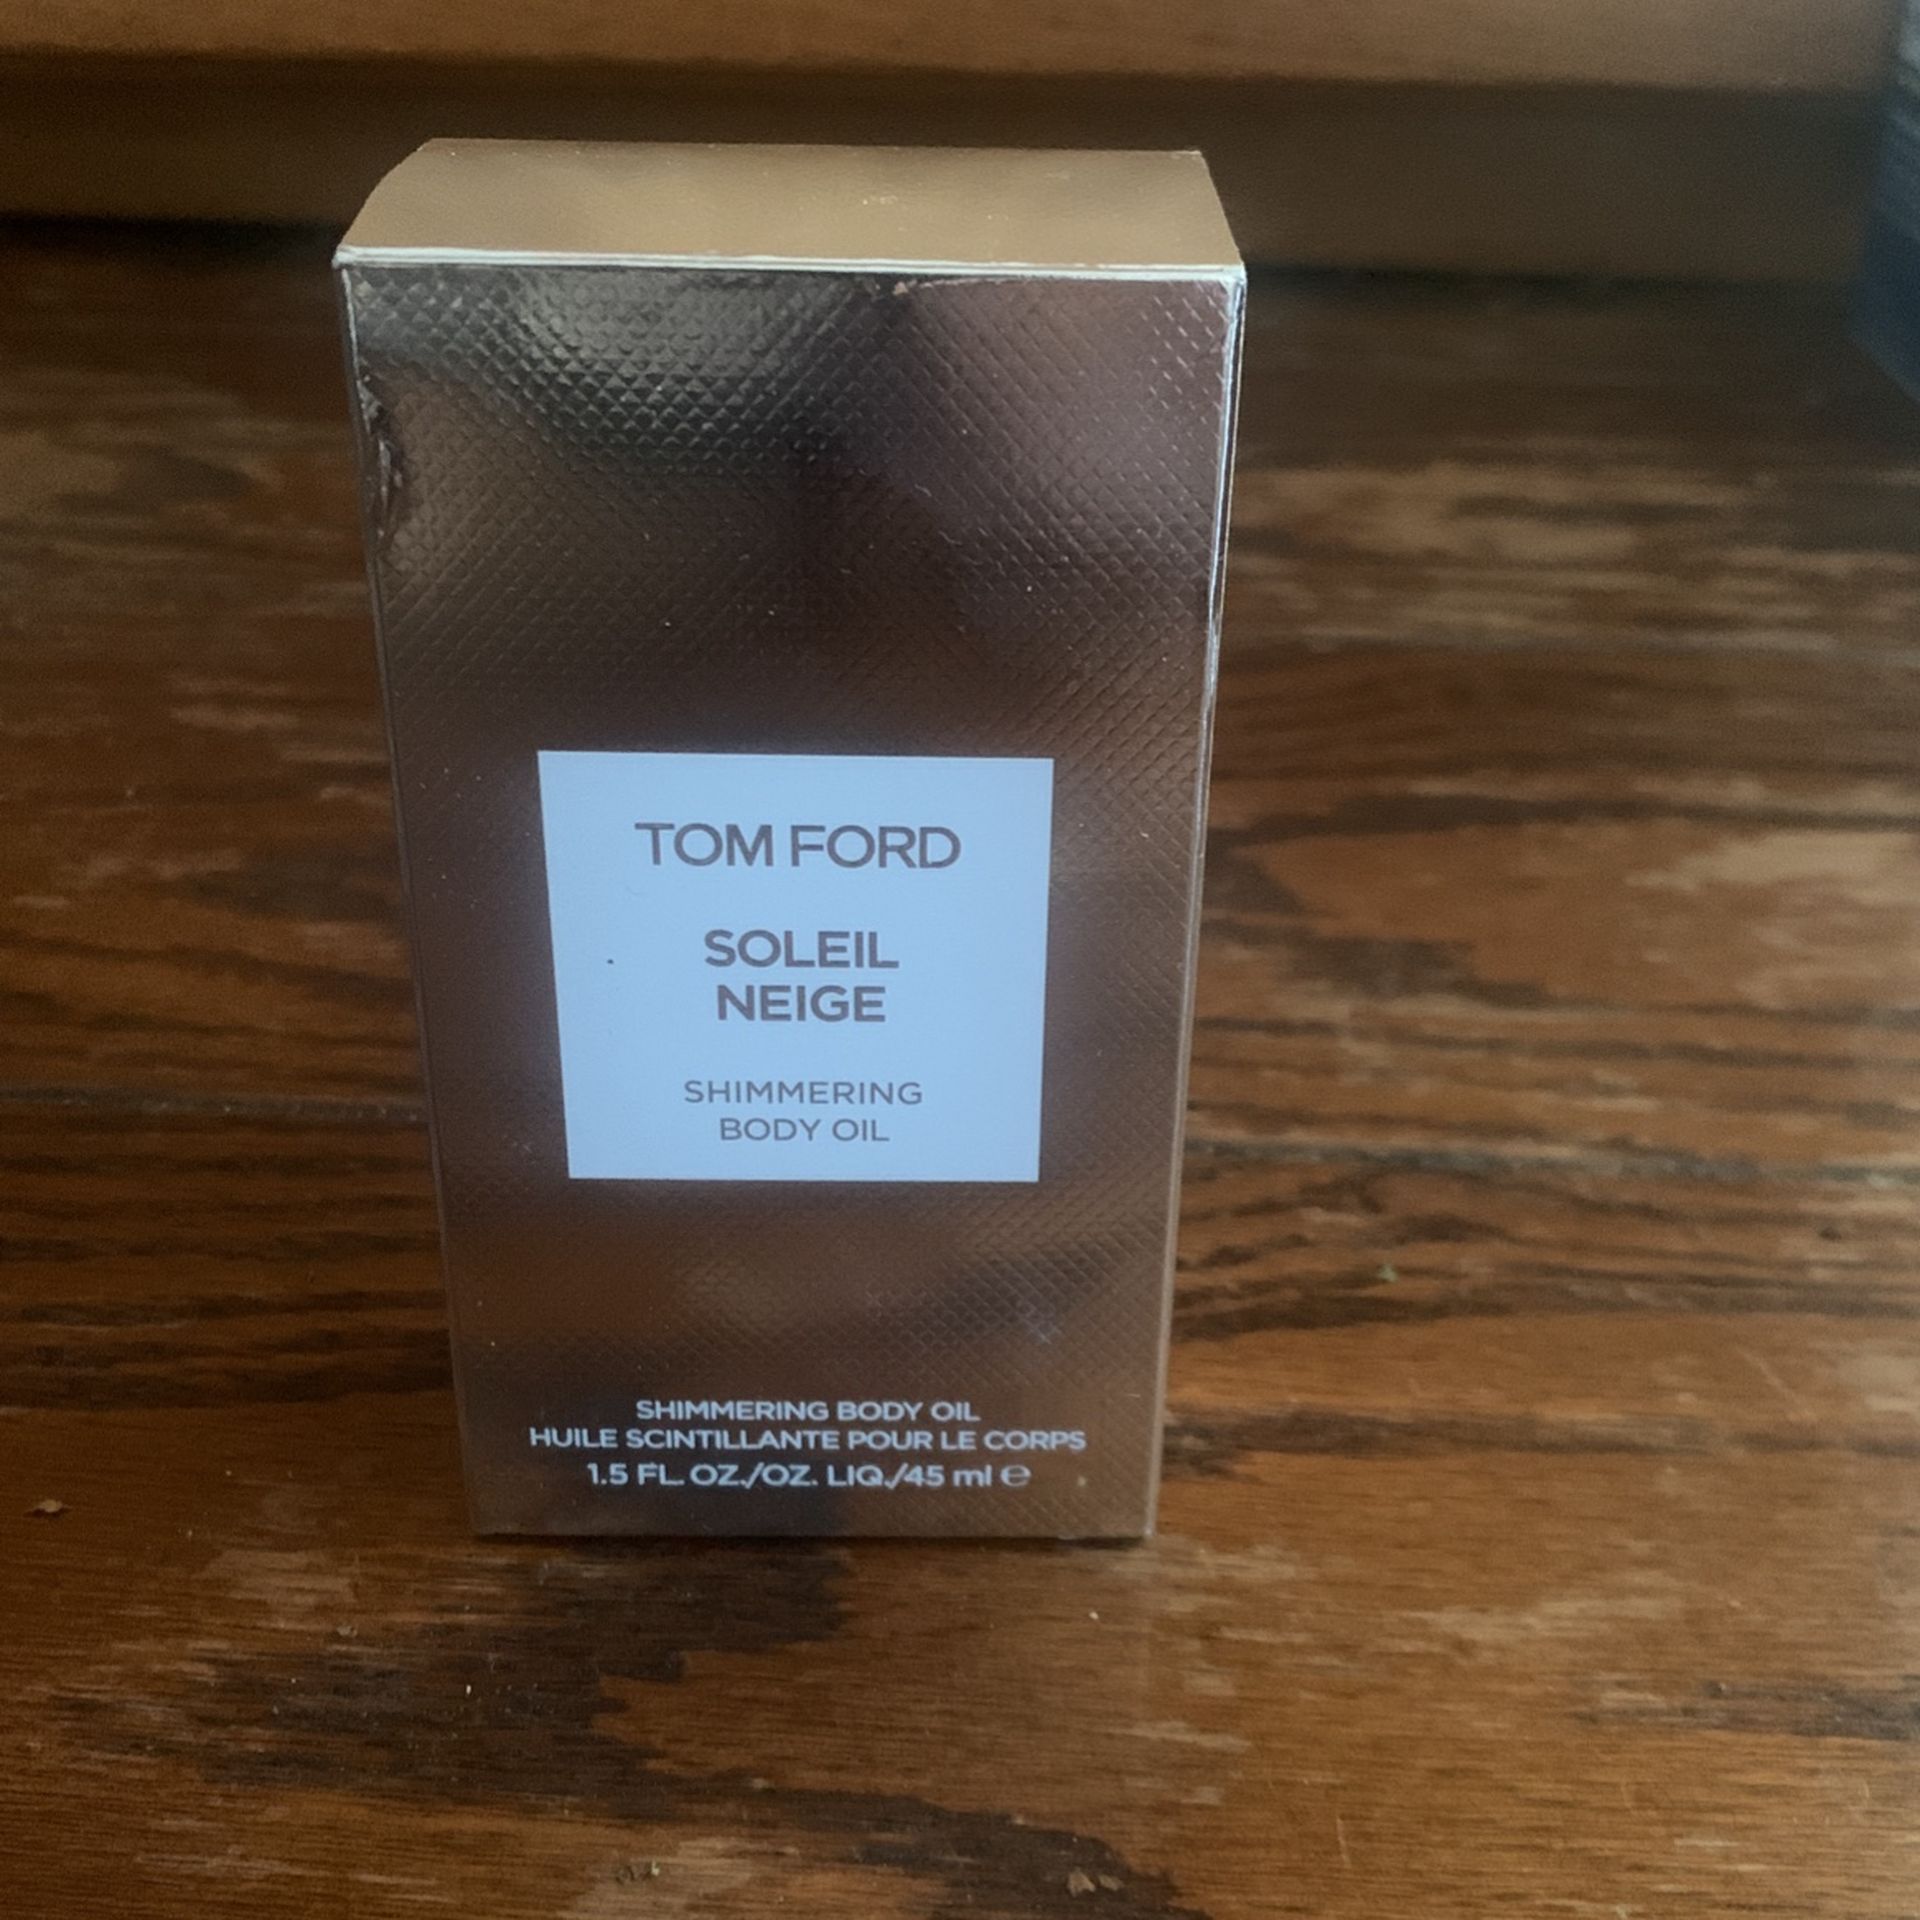 TOM FORD
SOLEIL
NEIGE
SHIMMERING
BODY OIL
SHIMMERING BODY OIL
HUILE SCINTILLANTE POUR LE CORPS
1.5 FL. OZ./OZ. LIQ./45 ml ℮